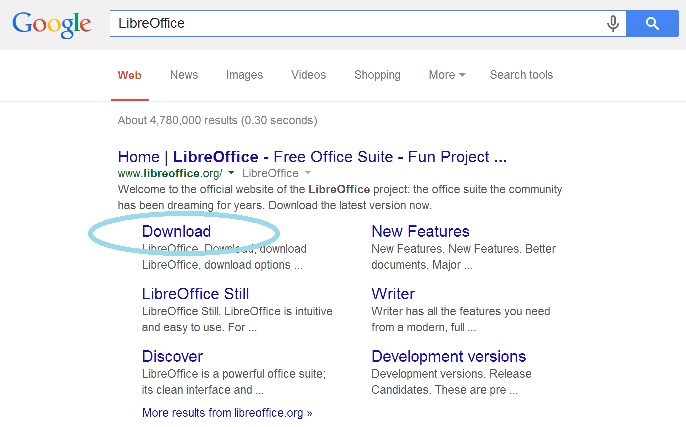 Google
LibreOffice
Web News Images Videos Shopping More Search tools
About 4,780,000 results (0.30 seconds)
Home | LibreOffice - Free Office Suite - Fun Project ...
www.libreoffice.org/ LibreOffice
Welcome to the official website of the LibreOffice project: the office suite the community
has been dreaming for years. Download the latest version now.
Download
LibreOffice, Download, download
LibreOffice, download options ...
New Features
New Features. New Features. Better
documents. Major ...
LibreOffice Still
LibreOffice Still. LibreOffice is intuitive
and easy to use. For ...
Writer
Writer has all the features you need
from a modern, full ...
Discover
LibreOffice is a powerful office suite;
its clean interface and ...
Development versions
Development versions. Release
Candidates. These are pre ...
More results from libreoffice.org »